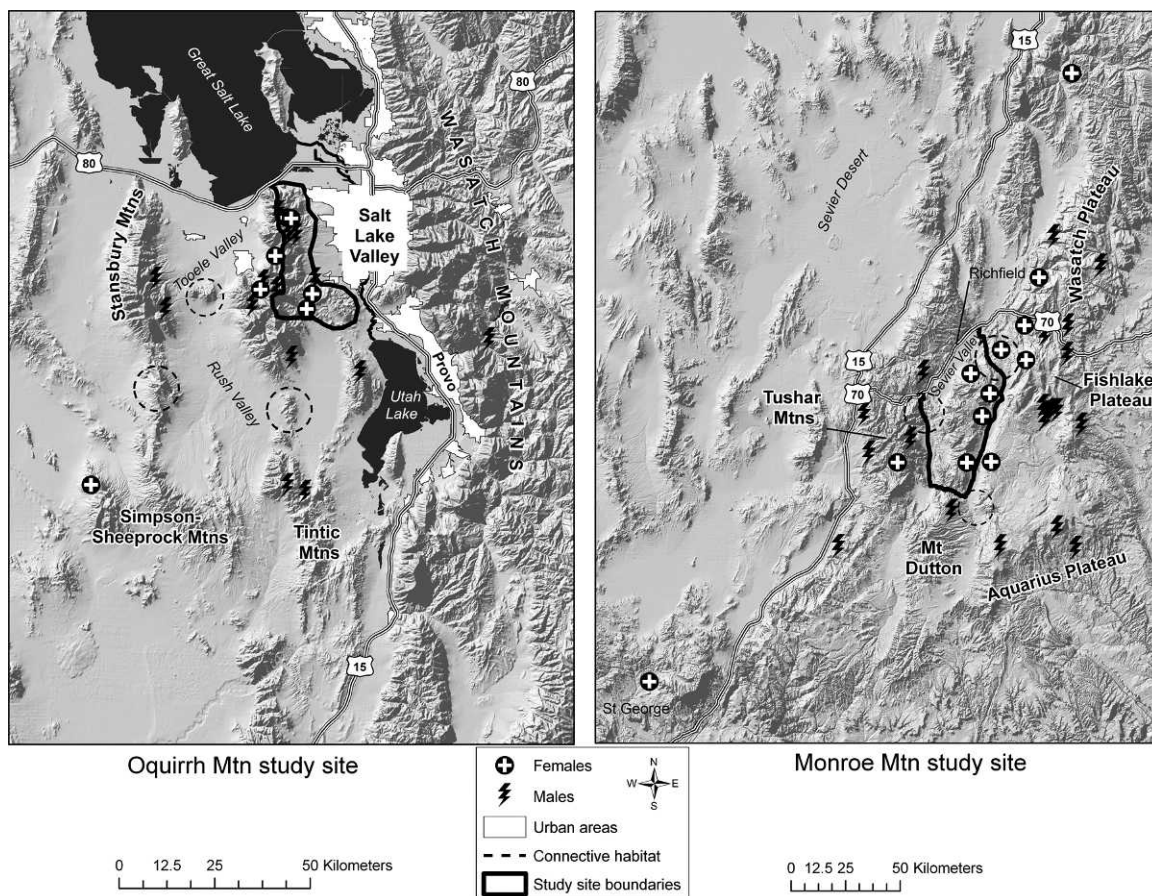 Great Salt Lake
80
80
WASATCH MOUNTAINS
Stansbury Mtns
Tooele Valley
Salt
Lake
Valley
Rush Valley
Provo
Utah
Lake
Simpson-
Sheeprock Mtns
Tintic
Mtns
15
Oquirrh Mtn study site
0 12.5 25 50 Kilometers
15
Sevier Desert
Wasatch Plateau
Richfield
70
Sevier Valley
15
70
Tushar
Mtns
Fishlake
Plateau
Mt
Dutton
Aquarius Plateau
St George
Monroe Mtn study site
0 12.5 25 50 Kilometers
Females
Males
N
W E
S
Urban areas
Connective habitat
Study site boundaries